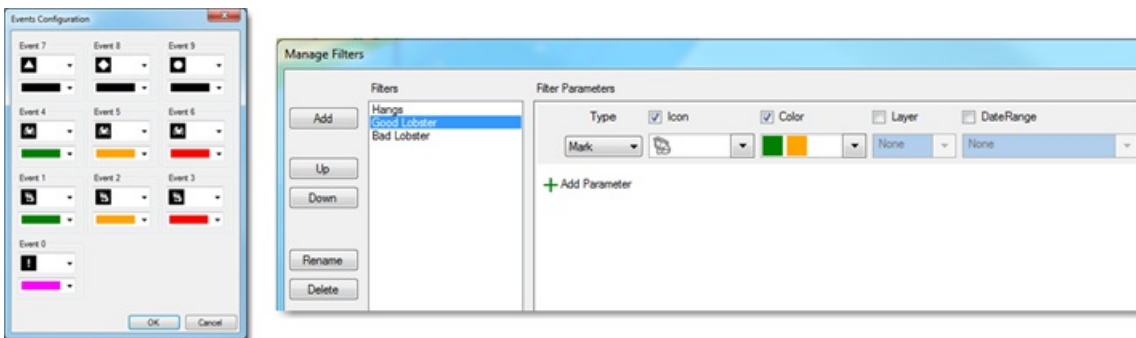 Events Configuration
Event 7 Event 8 Event 9
Event 4 Event 5 Event 6
Event 1 Event 2 Event 3
Event 0
OK Cancel
Manage Filters
Filters Filter Parameters
Add
Up
Down
Rename
Delete
Hangs
Good Lobster
Bad Lobster
Type Icon Color Layer DateRange
Mark None None
Add Parameter